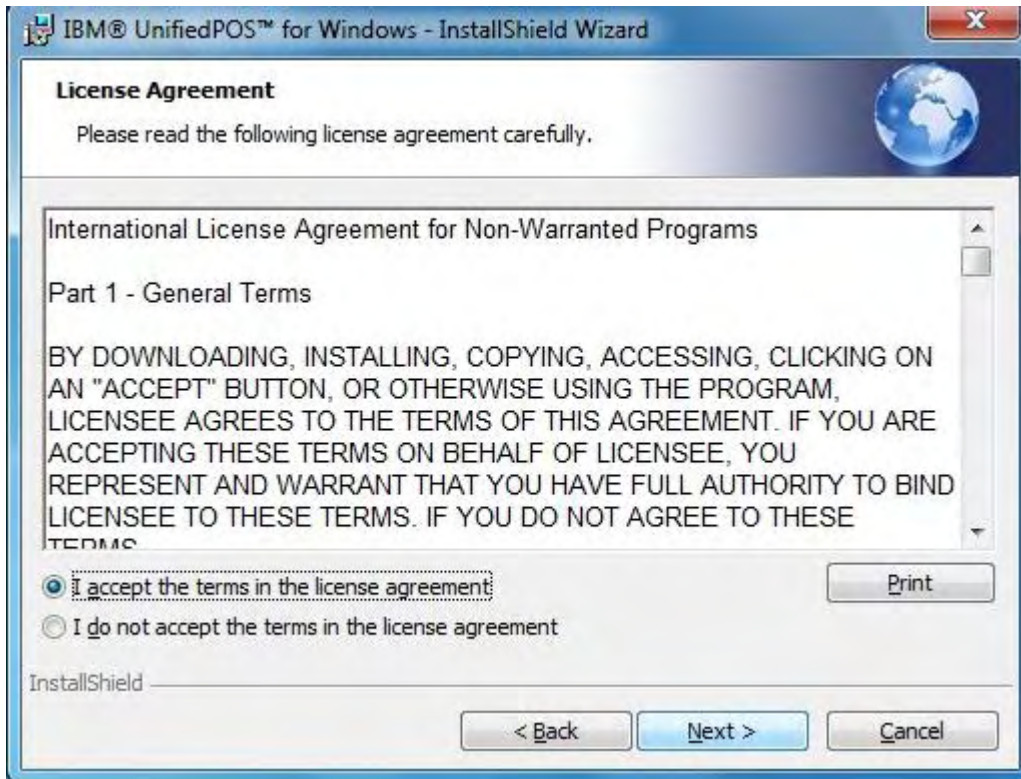 IBM® UnifiedPOS™ for Windows - InstallShield Wizard
License Agreement
Please read the following license agreement carefully.
International License Agreement for Non-Warranted Programs
Part 1 - General Terms
BY DOWNLOADING, INSTALLING, COPYING, ACCESSING, CLICKING ON
AN "ACCEPT" BUTTON, OR OTHERWISE USING THE PROGRAM,
LICENSEE AGREES TO THE TERMS OF THIS AGREEMENT. IF YOU ARE
ACCEPTING THESE TERMS ON BEHALF OF LICENSEE, YOU
REPRESENT AND WARRANT THAT YOU HAVE FULL AUTHORITY TO BIND
LICENSEE TO THESE TERMS. IF YOU DO NOT AGREE TO THESE
TERMS
I accept the terms in the license agreement
Print
I do not accept the terms in the license agreement
InstallShield
< Back
Next >
Cancel